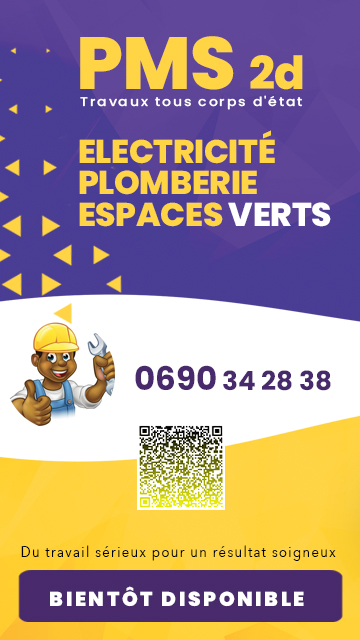 PMS 2d
Travaux tous corps d'état
ELECTRICITÉ
PLOMBERIE
ESPACES VERTS
0690 34 28 38
Du travail sérieux pour un résultat soigneux
BIENTÔT DISPONIBLE